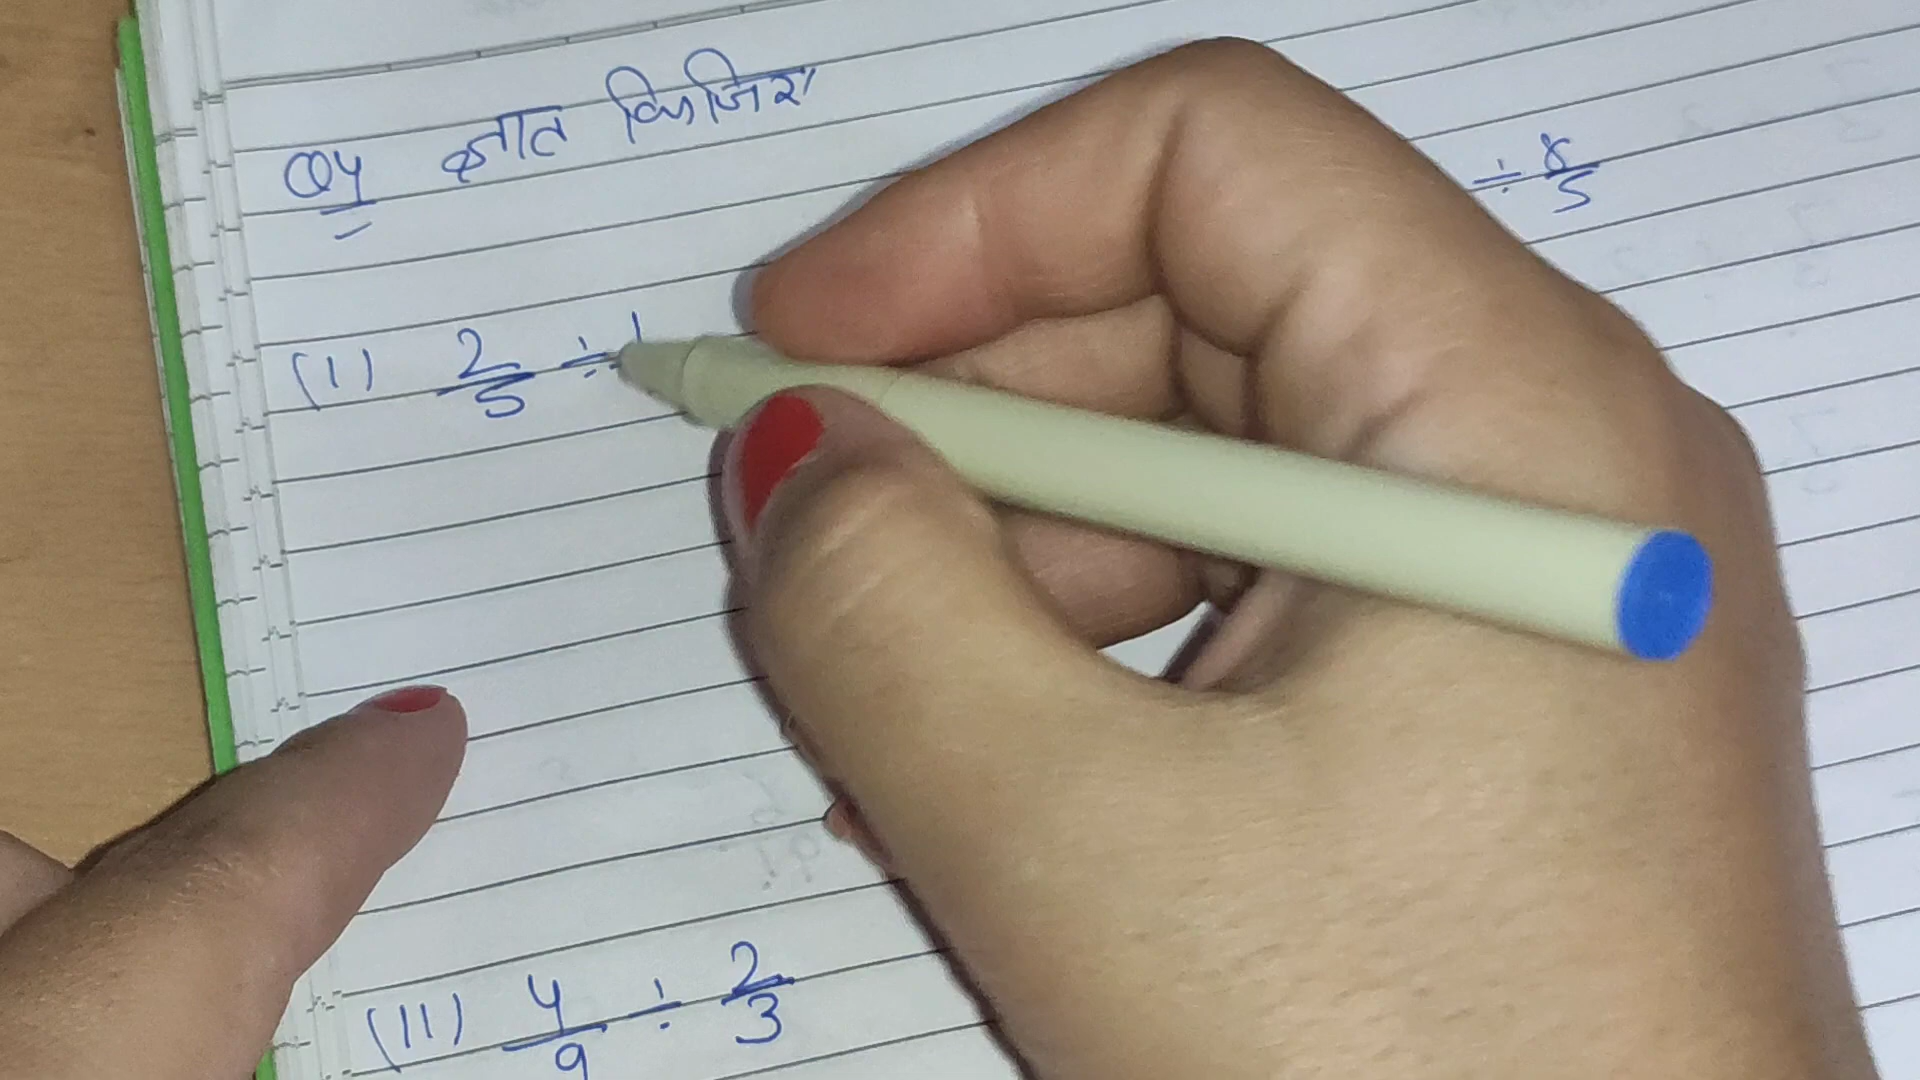 Q4 ज्ञात किजिए
÷ 8/5
(I) 2/5 ÷ 1
(II) 4/9 ÷ 2/3